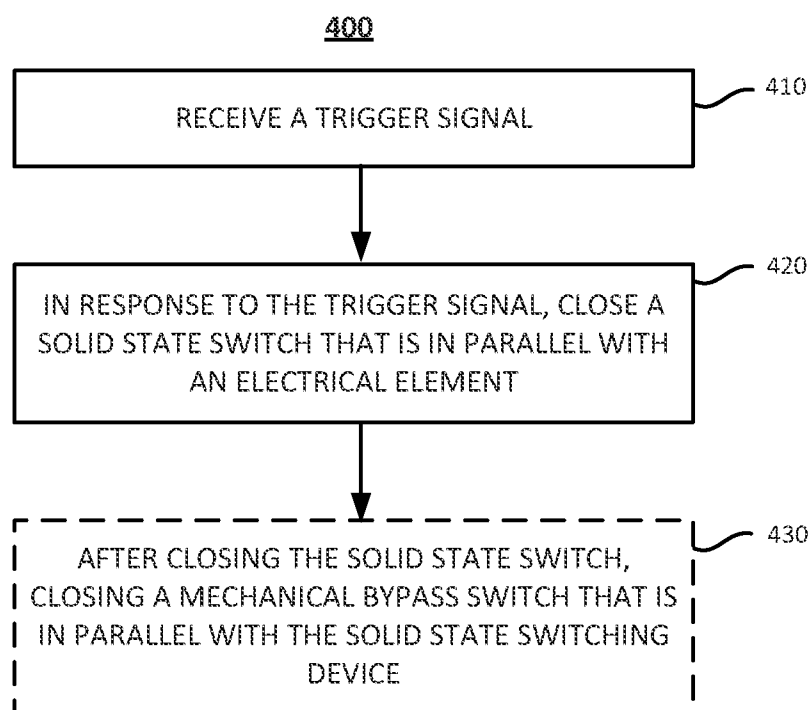 400
RECEIVE A TRIGGER SIGNAL
410
IN RESPONSE TO THE TRIGGER SIGNAL, CLOSE A
SOLID STATE SWITCH THAT IS IN PARALLEL WITH
AN ELECTRICAL ELEMENT
420
AFTER CLOSING THE SOLID STATE SWITCH,
CLOSING A MECHANICAL BYPASS SWITCH THAT IS
IN PARALLEL WITH THE SOLID STATE SWITCHING
DEVICE
430